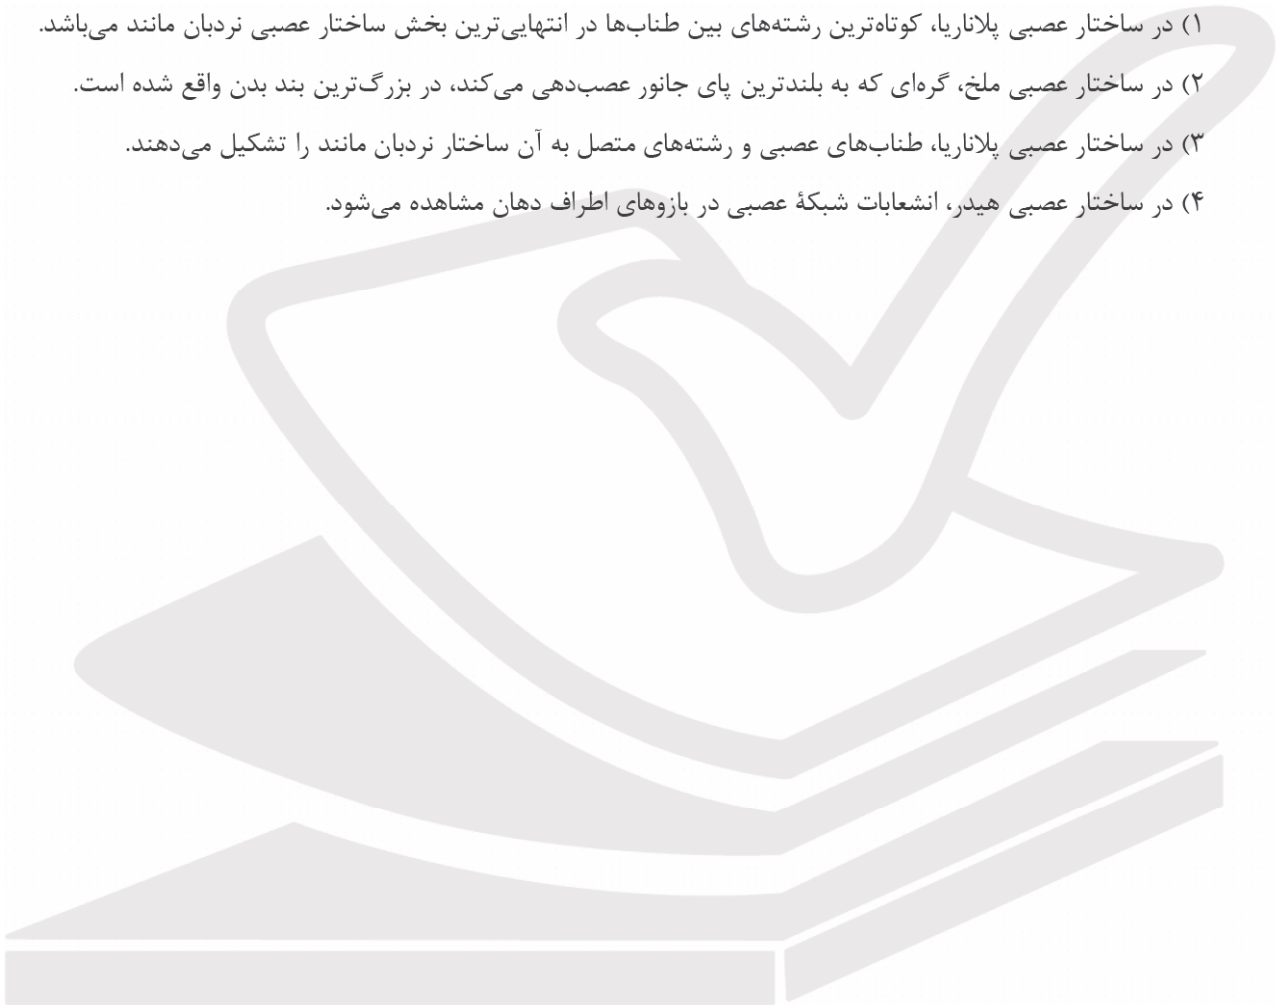 ۱) در ساختار عصبی پلاناریا، کوتاه‌ترین رشته‌های بین طناب‌ها در انتهایی‌ترین بخش ساختار عصبی نردبان مانند می‌باشد.
۲) در ساختار عصبی ملخ، گره‌ای که به بلندترین پای جانور عصب‌دهی می‌کند، در بزرگ‌ترین بند بدن واقع شده است.
۳) در ساختار عصبی پلاناریا، طناب‌های عصبی و رشته‌های متصل به آن ساختار نردبان مانند را تشکیل می‌دهند.
۴) در ساختار عصبی هیدر، انشعابات شبکهٔ عصبی در بازوهای اطراف دهان مشاهده می‌شود.